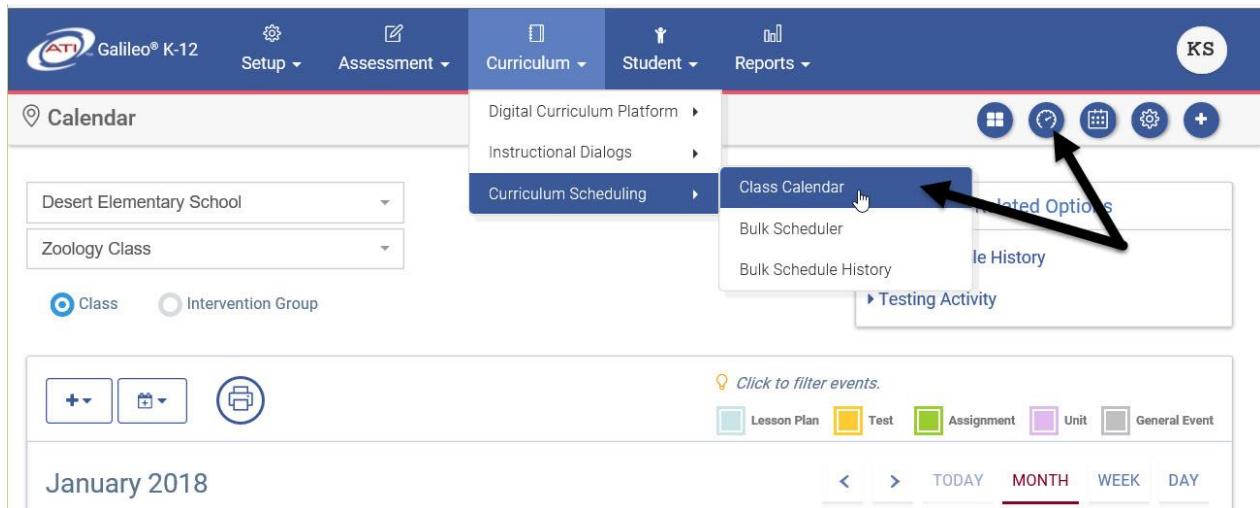 ATI Galileo® K-12
Setup
Assessment
Curriculum
Student
Reports
KS
Calendar
Digital Curriculum Platform
Instructional Dialogs
Curriculum Scheduling
Class Calendar
Bulk Scheduler
Bulk Schedule History
Desert Elementary School
Zoology Class
Class
Intervention Group
Options
History
Testing Activity
Click to filter events.
Lesson Plan
Test
Assignment
Unit
General Event
January 2018
TODAY
MONTH
WEEK
DAY